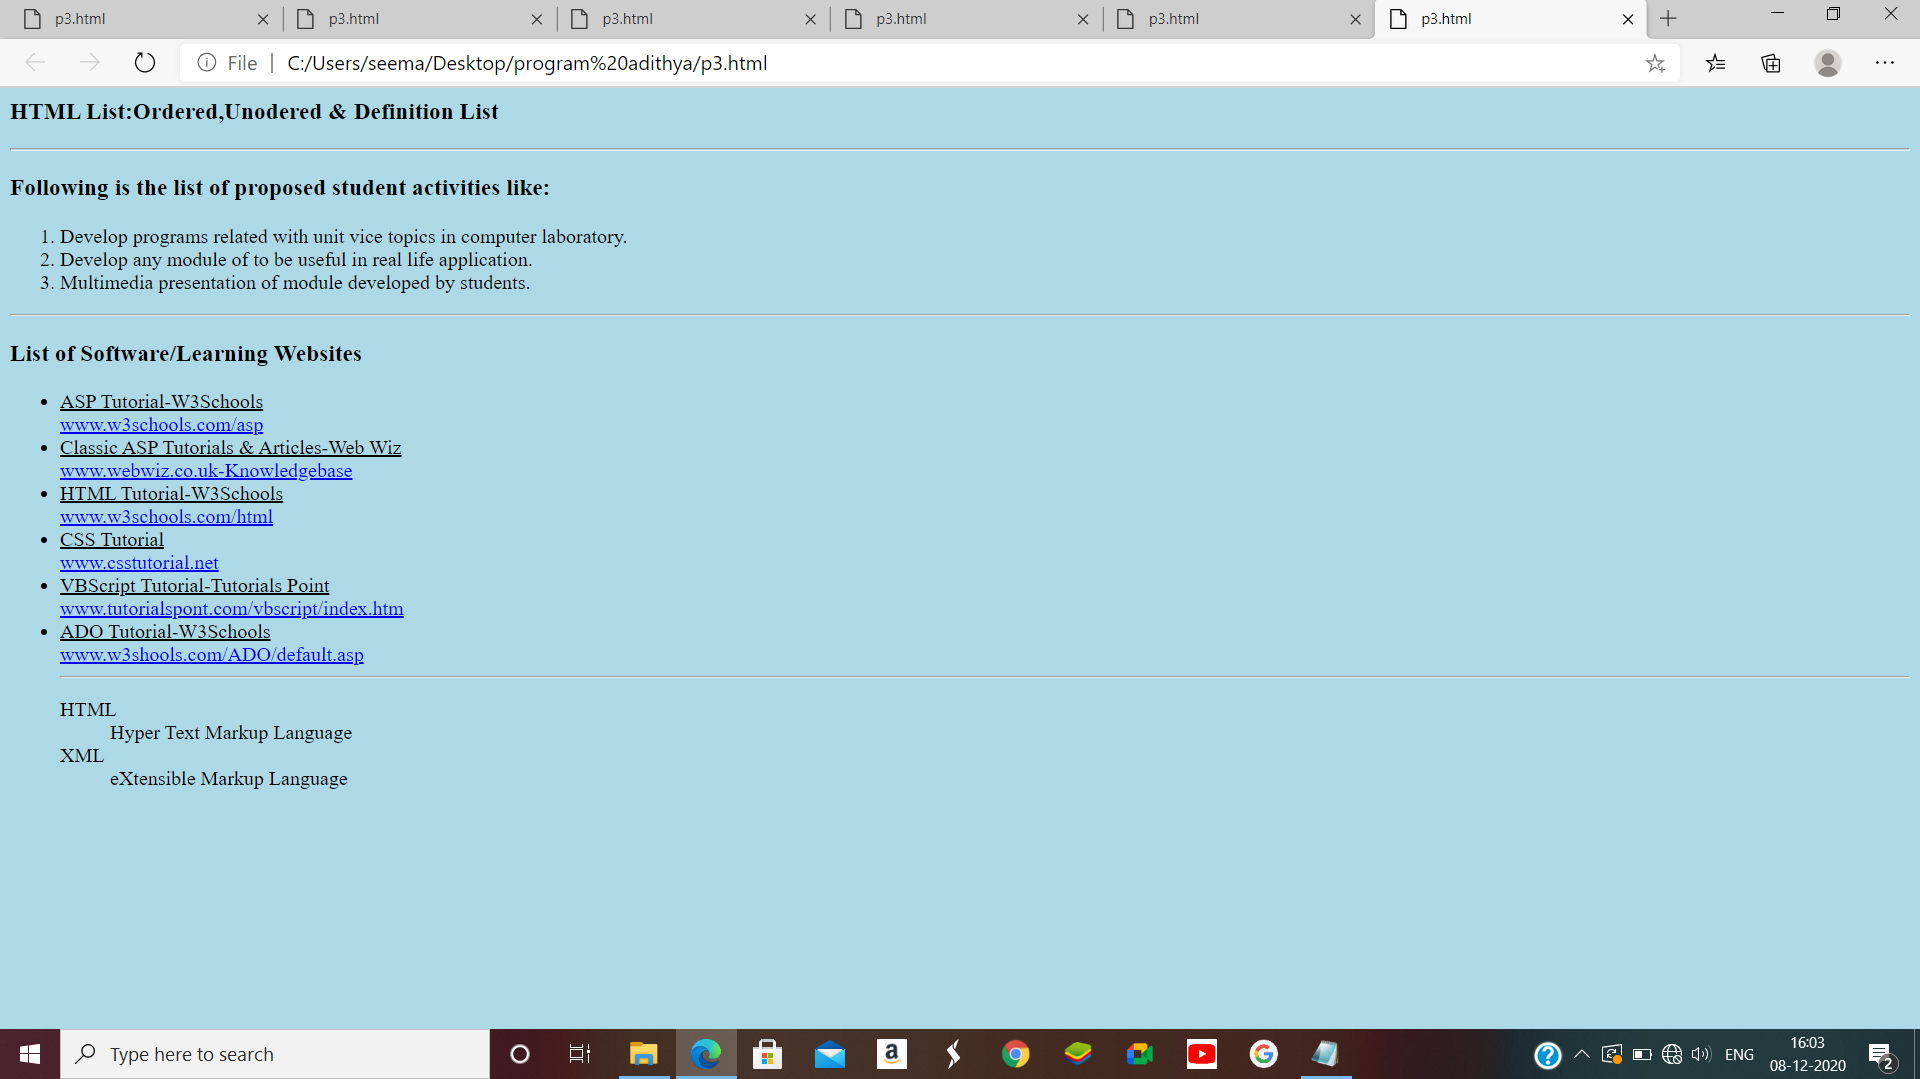 p3.html p3.html p3.html p3.html p3.html p3.html
File C:/Users/seema/Desktop/program%20adithya/p3.html
HTML List:Ordered,Unodered & Definition List
Following is the list of proposed student activities like:
1. Develop programs related with unit vice topics in computer laboratory.
2. Develop any module of to be useful in real life application.
3. Multimedia presentation of module developed by students.
List of Software/Learning Websites
• ASP Tutorial-W3Schools
www.w3schools.com/asp
• Classic ASP Tutorials & Articles-Web Wiz
www.webwiz.co.uk-Knowledgebase
• HTML Tutorial-W3Schools
www.w3schools.com/html
• CSS Tutorial
www.csstutorial.net
• VBScript Tutorial-Tutorials Point
www.tutorialspont.com/vbscript/index.htm
• ADO Tutorial-W3Schools
www.w3shools.com/ADO/default.asp
HTML
Hyper Text Markup Language
XML
eXtensible Markup Language
Type here to search
a
G
?
ENG
16:03
08-12-2020
2